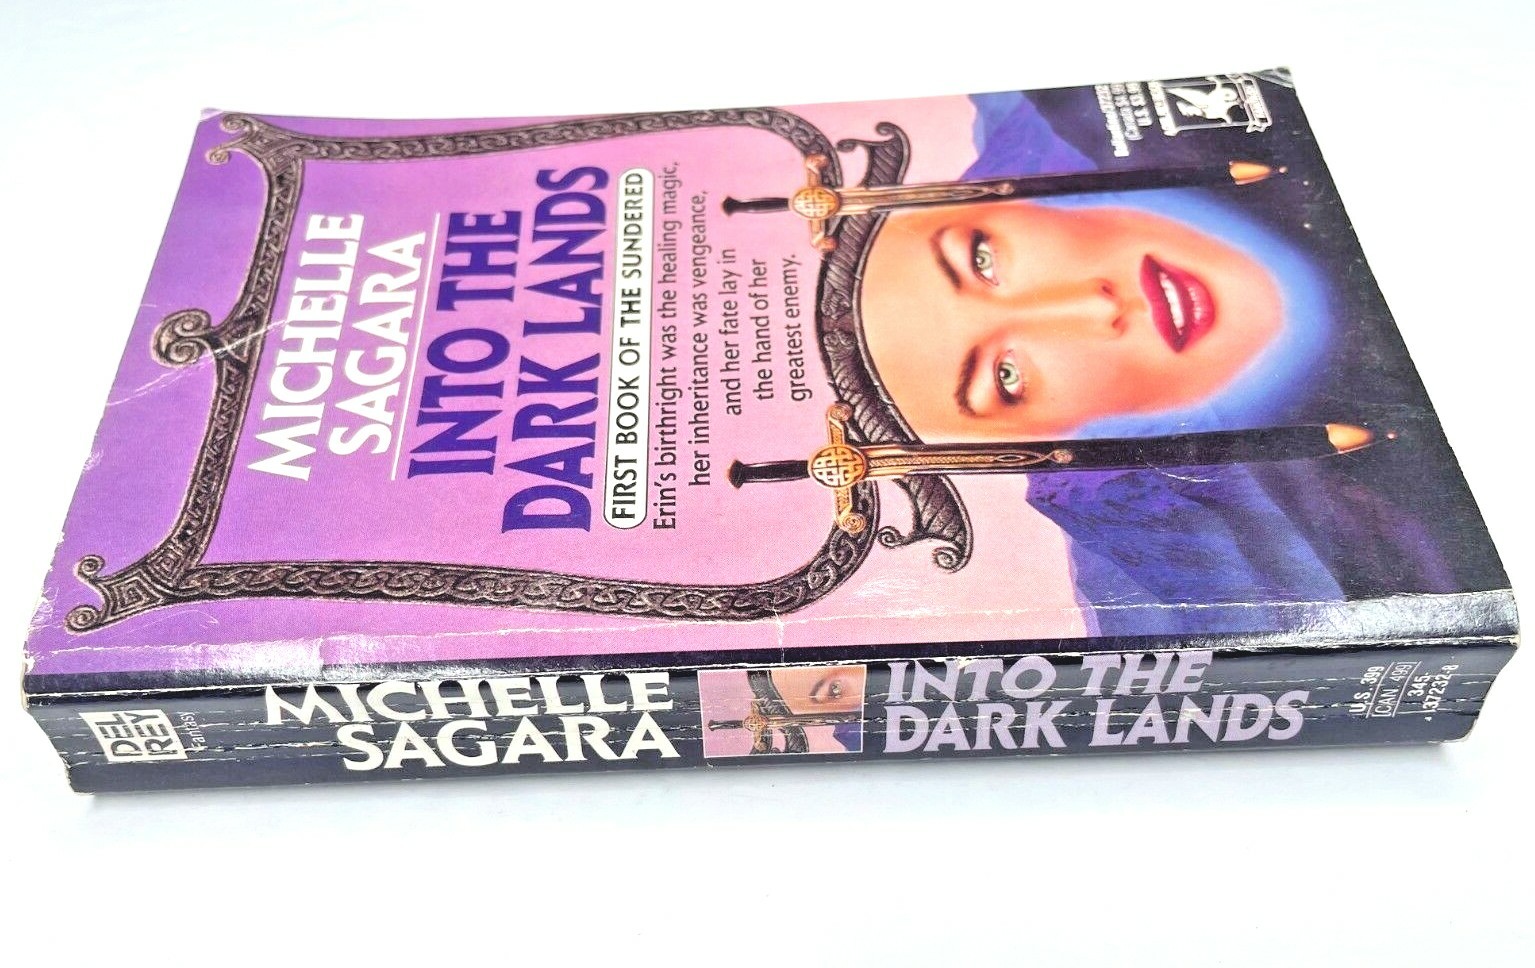 MICHELLE
SAGARA
INTO THE
DARK LANDS
FIRST BOOK OF THE SUNDERED
Erin's birthright was the healing magic,
her inheritance was vengeance,
and her fate lay in
the hand of her
greatest enemy.
DEL
REY
MICHELLE
SAGARA
INTO THE
DARK LANDS
U.S. 399
CAN 499
345-
37232-8